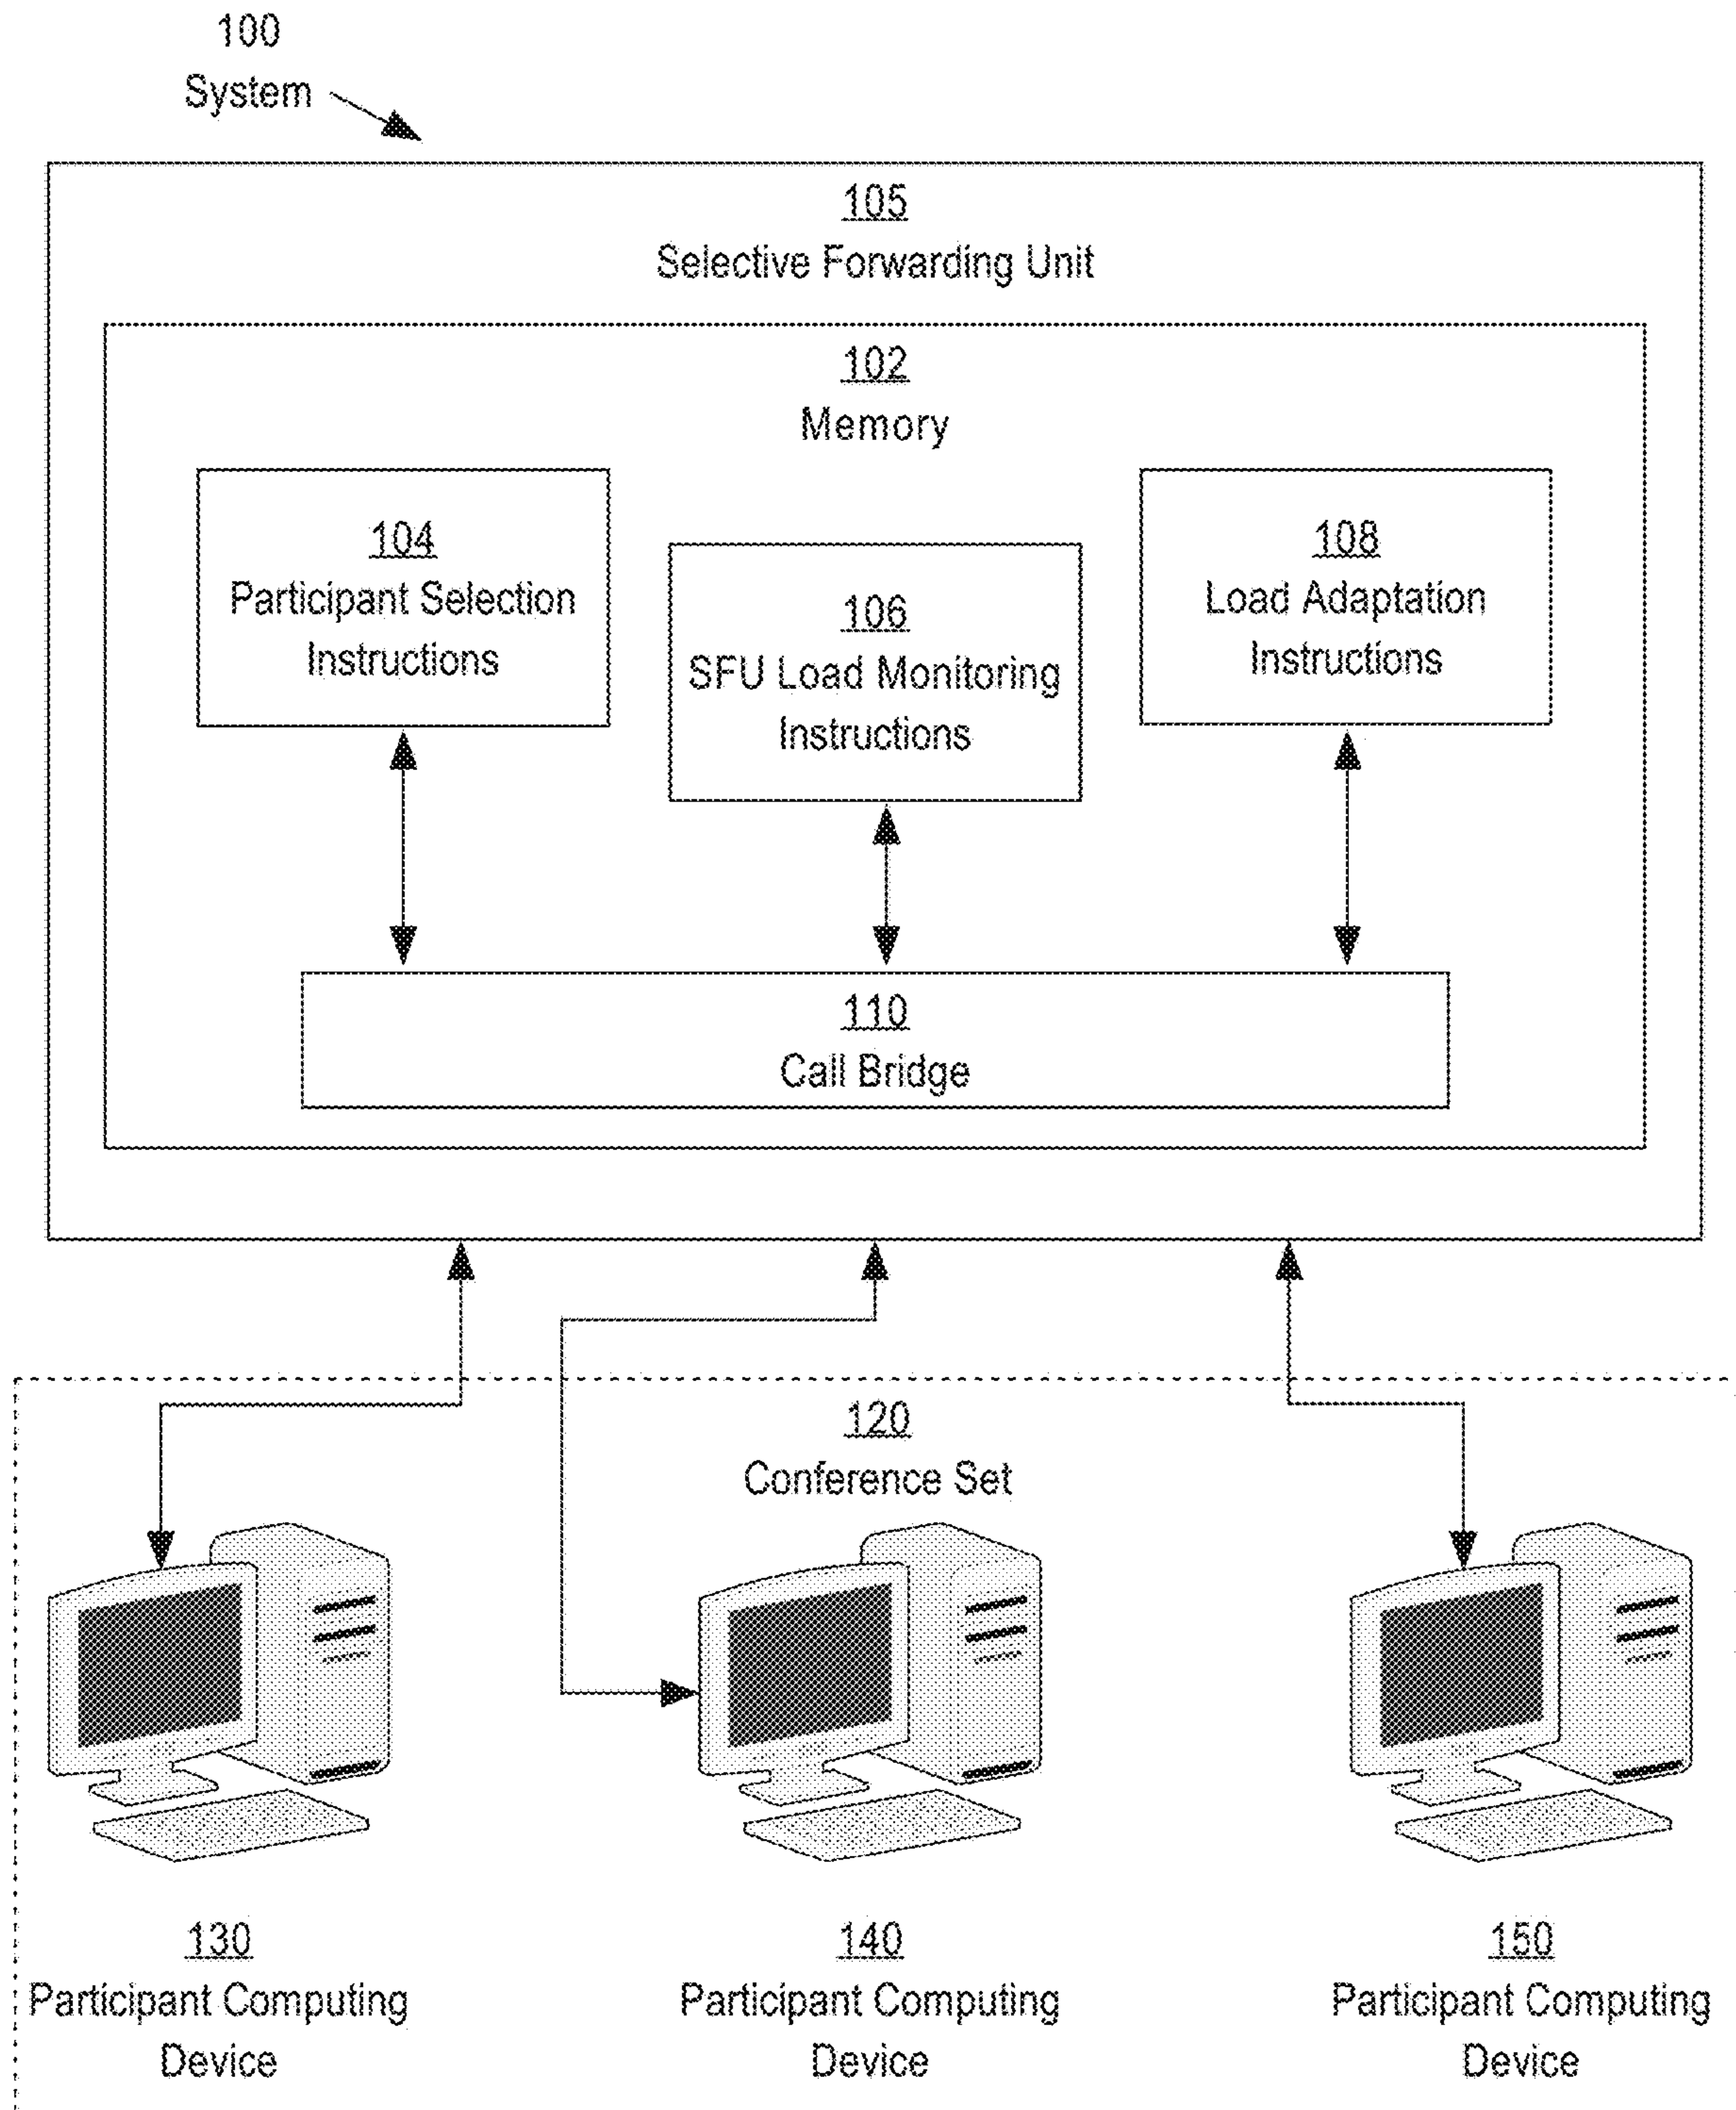 100
System
105
Selective Forwarding Unit
102
Memory
104
Participant Selection
Instructions
106
SFU Load Monitoring
Instructions
108
Load Adaptation
Instructions
110
Call Bridge
120
Conference Set
130
Participant Computing
Device
140
Participant Computing
Device
150
Participant Computing
Device